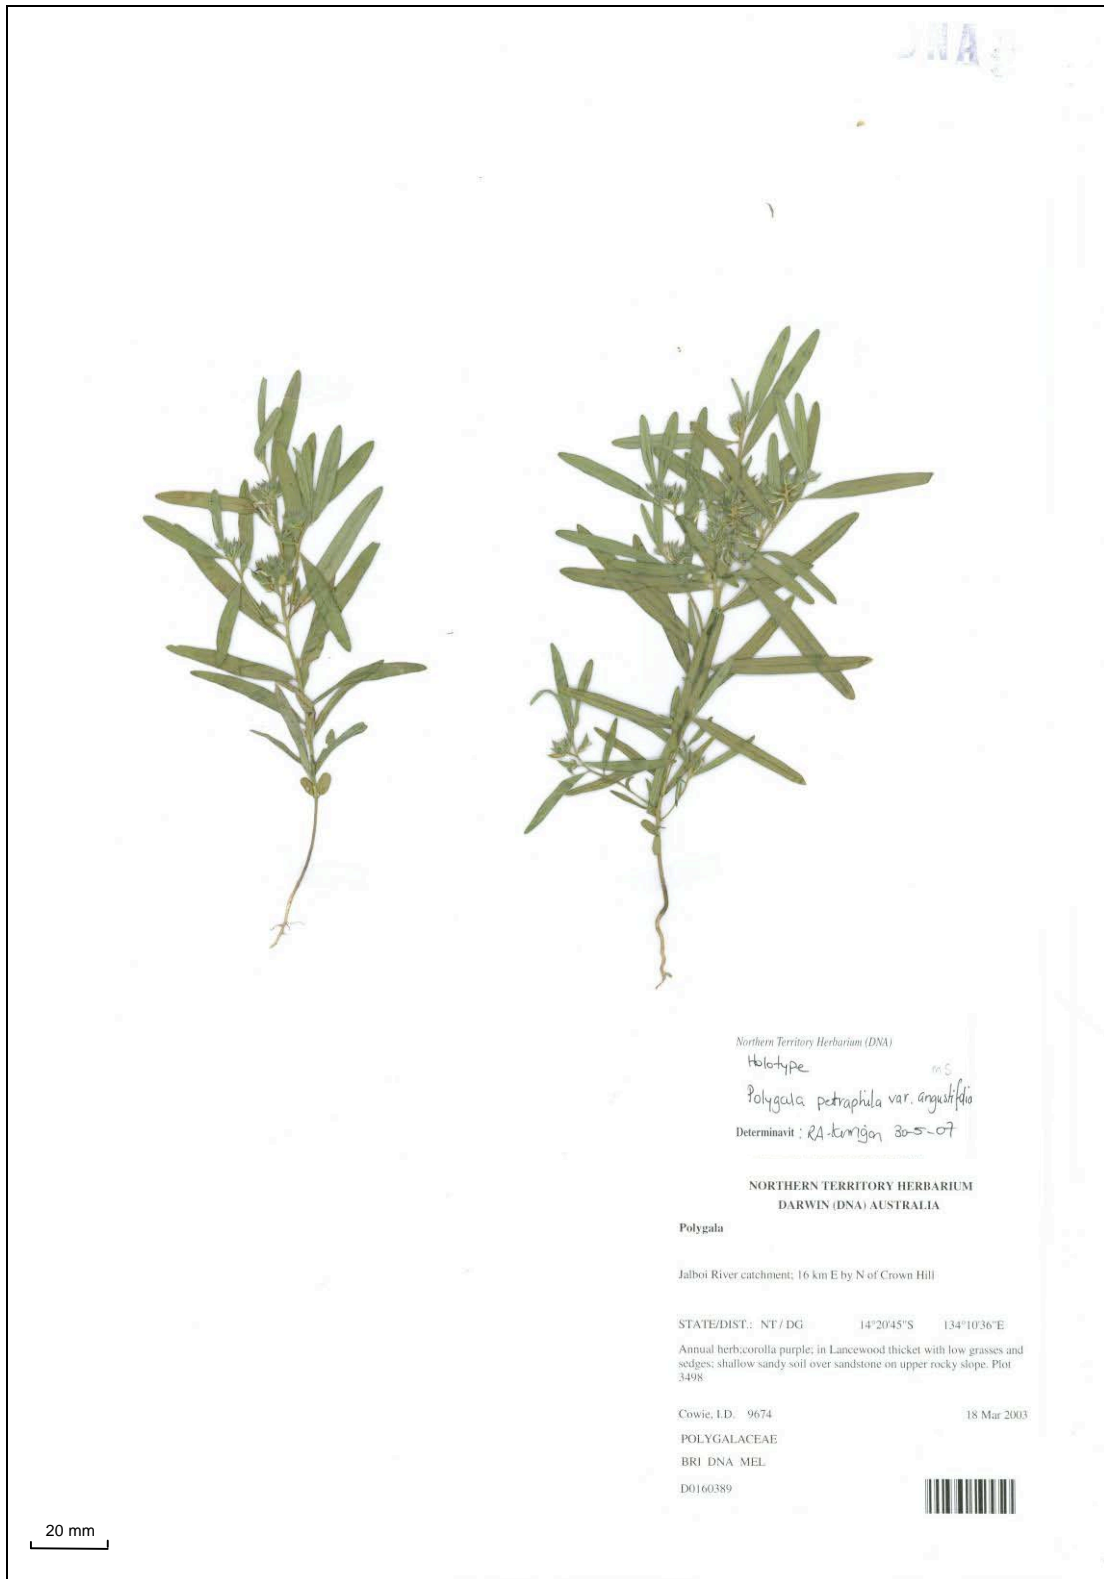 Northern Territory Herbarium (DNA)
Holotype
ms
Polygala petraphila var. angustifolia
Determinavit : RA-Kerrigan 30-5-07
NORTHERN TERRITORY HERBARIUM
DARWIN (DNA) AUSTRALIA
Polygala
Jalboi River catchment; 16 km E by N of Crown Hill
STATE/DIST.: NT / DG 14°20'45"S 134°10'36"E
Annual herb;corolla purple; in Lancewood thicket with low grasses and
sedges; shallow sandy soil over sandstone on upper rocky slope. Plot
3498
Cowie, I.D. 9674 18 Mar 2003
POLYGALACEAE
BRI DNA MEL
D0160389
20 mm